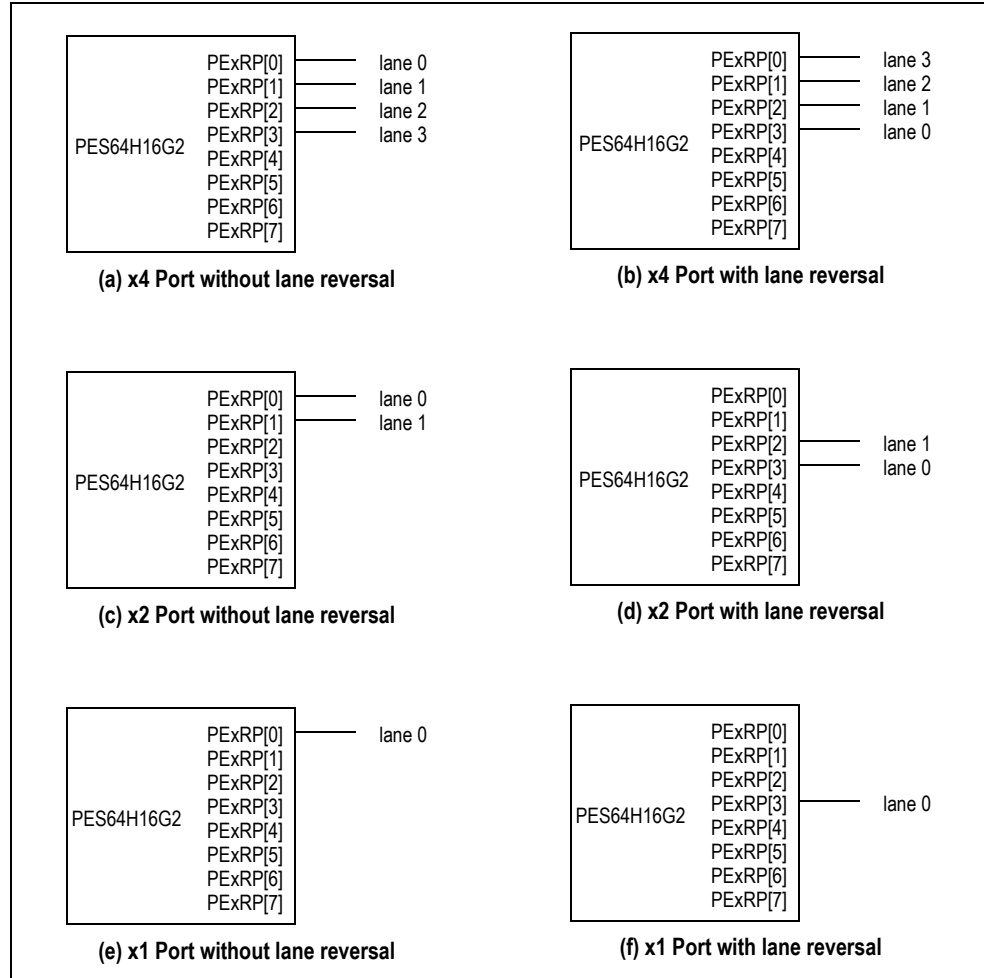 PES64H16G2
PExRP[0] lane 0
PExRP[1] lane 1
PExRP[2] lane 2
PExRP[3] lane 3
PExRP[4]
PExRP[5]
PExRP[6]
PExRP[7]
(a) x4 Port without lane reversal
PES64H16G2
PExRP[0] lane 3
PExRP[1] lane 2
PExRP[2] lane 1
PExRP[3] lane 0
PExRP[4]
PExRP[5]
PExRP[6]
PExRP[7]
(b) x4 Port with lane reversal
PES64H16G2
PExRP[0] lane 0
PExRP[1] lane 1
PExRP[2]
PExRP[3]
PExRP[4]
PExRP[5]
PExRP[6]
PExRP[7]
(c) x2 Port without lane reversal
PES64H16G2
PExRP[0]
PExRP[1]
PExRP[2] lane 1
PExRP[3] lane 0
PExRP[4]
PExRP[5]
PExRP[6]
PExRP[7]
(d) x2 Port with lane reversal
PES64H16G2
PExRP[0] lane 0
PExRP[1]
PExRP[2]
PExRP[3]
PExRP[4]
PExRP[5]
PExRP[6]
PExRP[7]
(e) x1 Port without lane reversal
PES64H16G2
PExRP[0]
PExRP[1]
PExRP[2]
PExRP[3] lane 0
PExRP[4]
PExRP[5]
PExRP[6]
PExRP[7]
(f) x1 Port with lane reversal